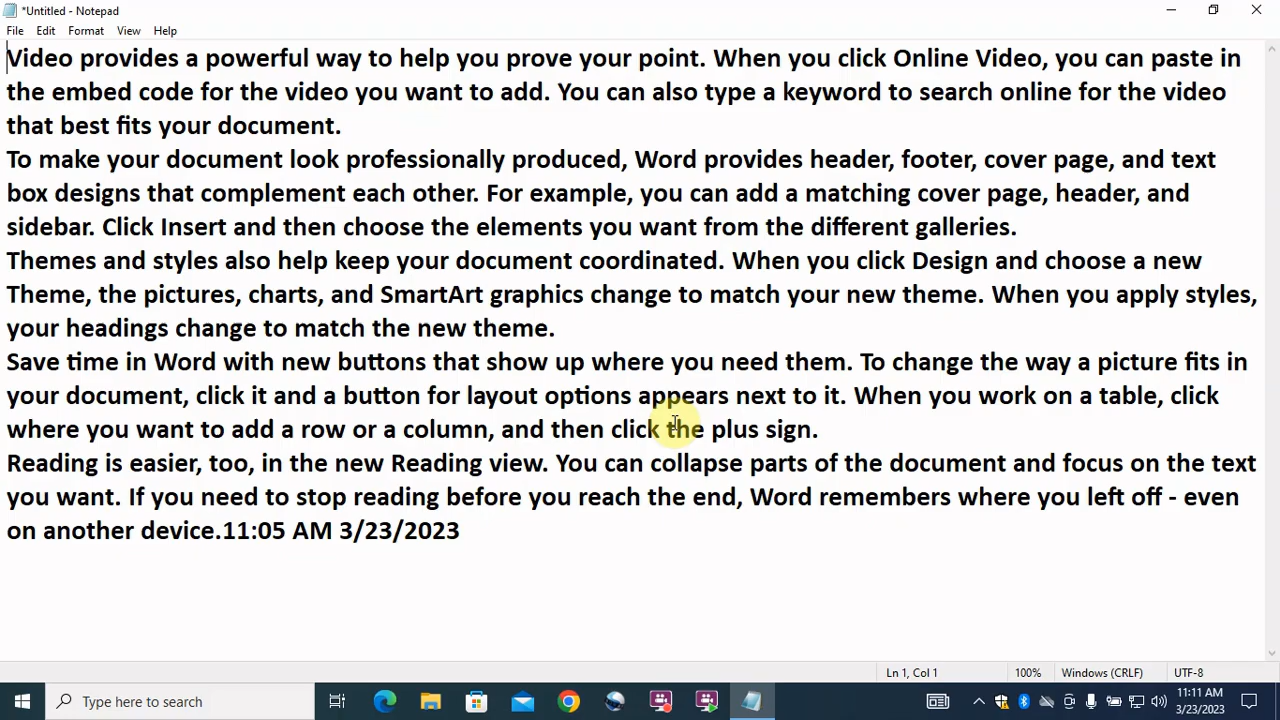 *Untitled - Notepad
File Edit Format View Help
Video provides a powerful way to help you prove your point. When you click Online Video, you can paste in
the embed code for the video you want to add. You can also type a keyword to search online for the video
that best fits your document.
To make your document look professionally produced, Word provides header, footer, cover page, and text
box designs that complement each other. For example, you can add a matching cover page, header, and
sidebar. Click Insert and then choose the elements you want from the different galleries.
Themes and styles also help keep your document coordinated. When you click Design and choose a new
Theme, the pictures, charts, and SmartArt graphics change to match your new theme. When you apply styles,
your headings change to match the new theme.
Save time in Word with new buttons that show up where you need them. To change the way a picture fits in
your document, click it and a button for layout options appears next to it. When you work on a table, click
where you want to add a row or a column, and then click the plus sign.
Reading is easier, too, in the new Reading view. You can collapse parts of the document and focus on the text
you want. If you need to stop reading before you reach the end, Word remembers where you left off - even
on another device.11:05 AM 3/23/2023
Ln 1, Col 1 100% Windows (CRLF) UTF-8
Type here to search
11:11 AM
3/23/2023